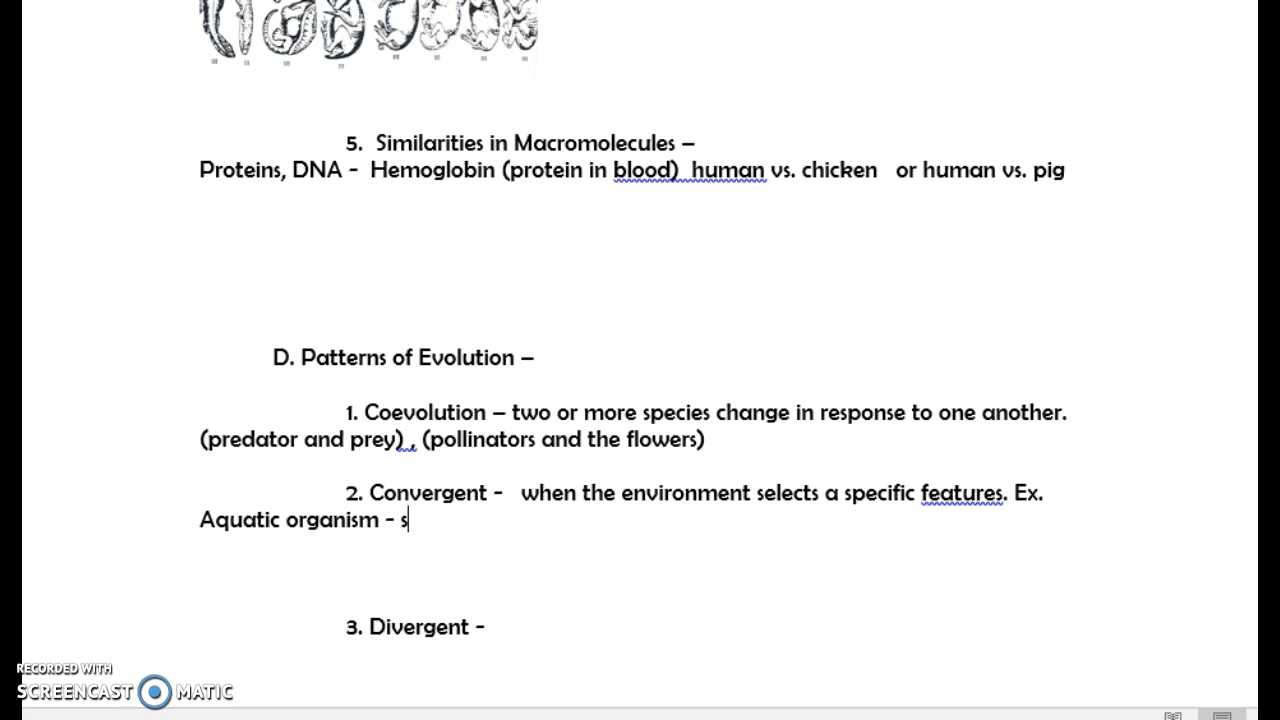 5. Similarities in Macromolecules –
Proteins, DNA - Hemoglobin (protein in blood) human vs. chicken or human vs. pig
D. Patterns of Evolution –
1. Coevolution – two or more species change in response to one another.
(predator and prey) , (pollinators and the flowers)
2. Convergent - when the environment selects a specific features. Ex.
Aquatic organism - s
3. Divergent -
RECORDED WITH
SCREENCAST MATIC